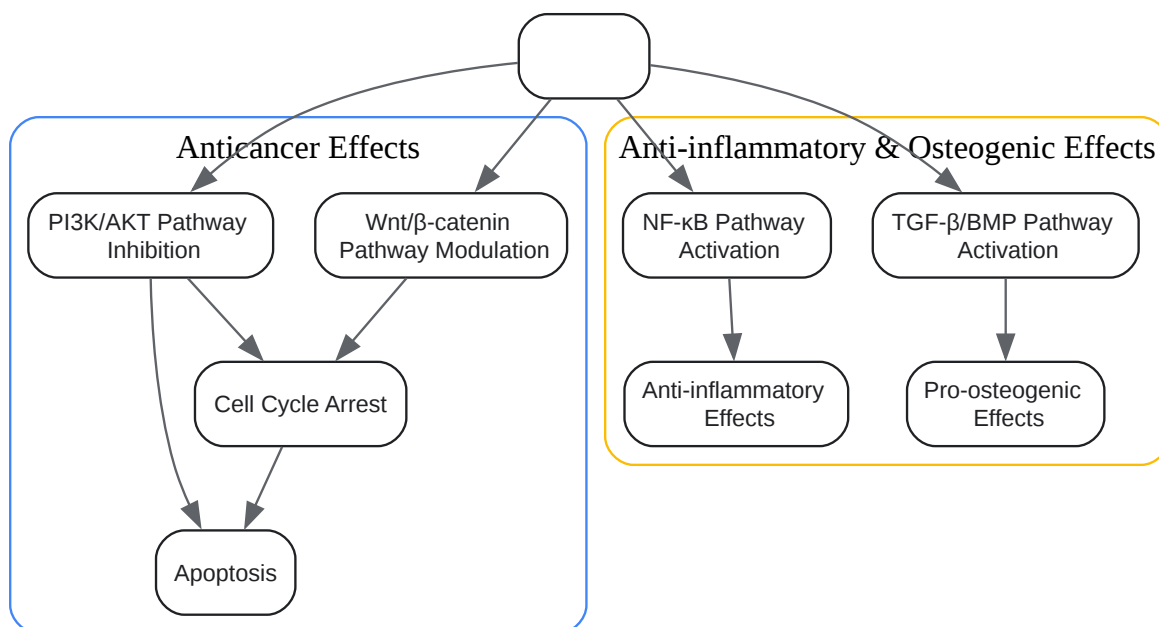 Anticancer Effects
Anti-inflammatory & Osteogenic Effects
PI3K/AKT Pathway
Inhibition
Wnt/β-catenin
Pathway Modulation
NF-κB Pathway
Activation
TGF-β/BMP Pathway
Activation
Cell Cycle Arrest
Anti-inflammatory
Effects
Pro-osteogenic
Effects
Apoptosis